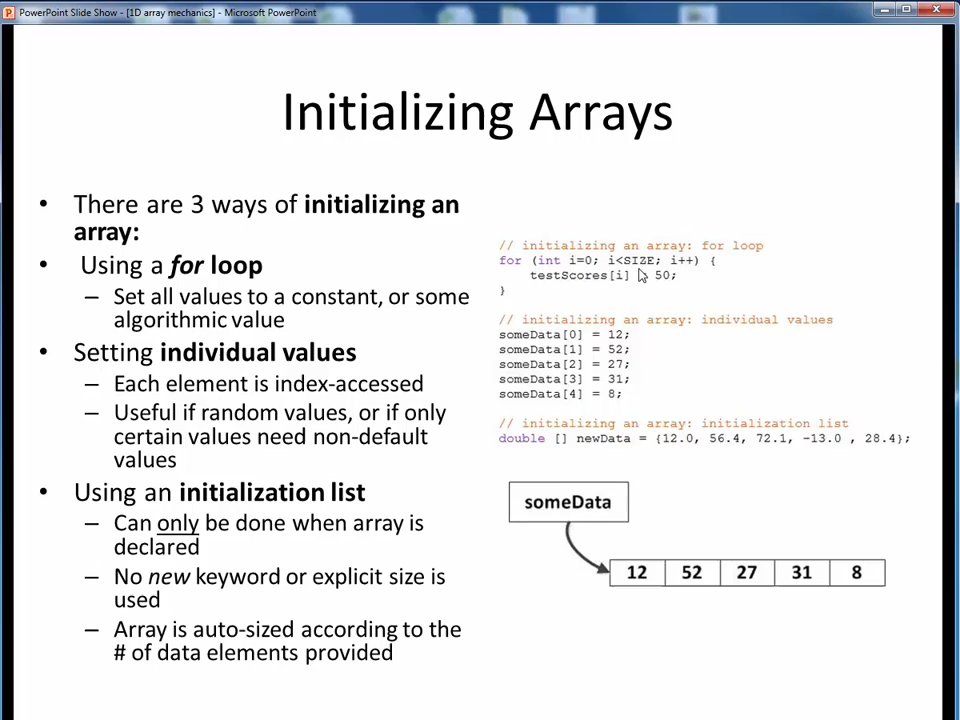 PowerPoint Slide Show - [1D array mechanics] - Microsoft PowerPoint
Initializing Arrays
• There are 3 ways of initializing an
array:
• Using a for loop
– Set all values to a constant, or some
algorithmic value
• Setting individual values
– Each element is index-accessed
– Useful if random values, or if only
certain values need non-default
values
• Using an initialization list
– Can only be done when array is
declared
– No new keyword or explicit size is
used
– Array is auto-sized according to the
# of data elements provided
// initializing an array: for loop
for (int i=0; i<SIZE; i++) {
testScores[i] 50;
}
// initializing an array: individual values
someData[0] = 12;
someData[1] = 52;
someData[2] = 27;
someData[3] = 31;
someData[4] = 8;
// initializing an array: initialization list
double [] newData = {12.0, 56.4, 72.1, -13.0 , 28.4};
someData
12 52 27 31 8